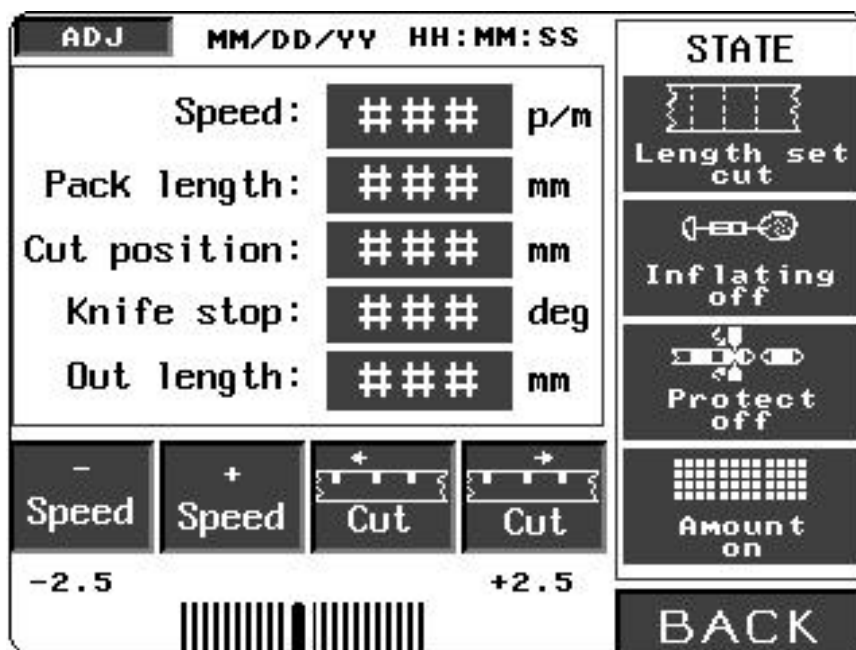 ADJ MM/DD/YY HH:MM:SS
Speed: ### p/m
Pack length: ### mm
Cut position: ### mm
Knife stop: ### deg
Out length: ### mm
- Speed
+ Speed
Cut
Cut
-2.5 +2.5
STATE
Length set
cut
Inflating
off
Protect
off
Amount
on
BACK